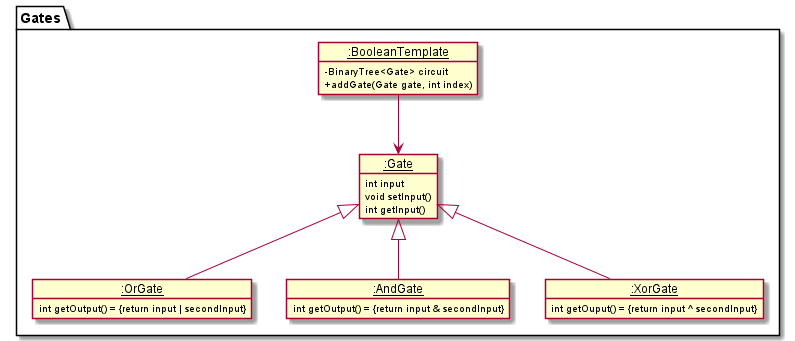 Gates
:BooleanTemplate
-BinaryTree<Gate> circuit
+addGate(Gate gate, int index)
:Gate
int input
void setInput()
int getInput()
:OrGate
int getOutput() = {return input | secondInput}
:AndGate
int getOutput() = {return input & secondInput}
:XorGate
int getOuput() = {return input ^ secondInput}